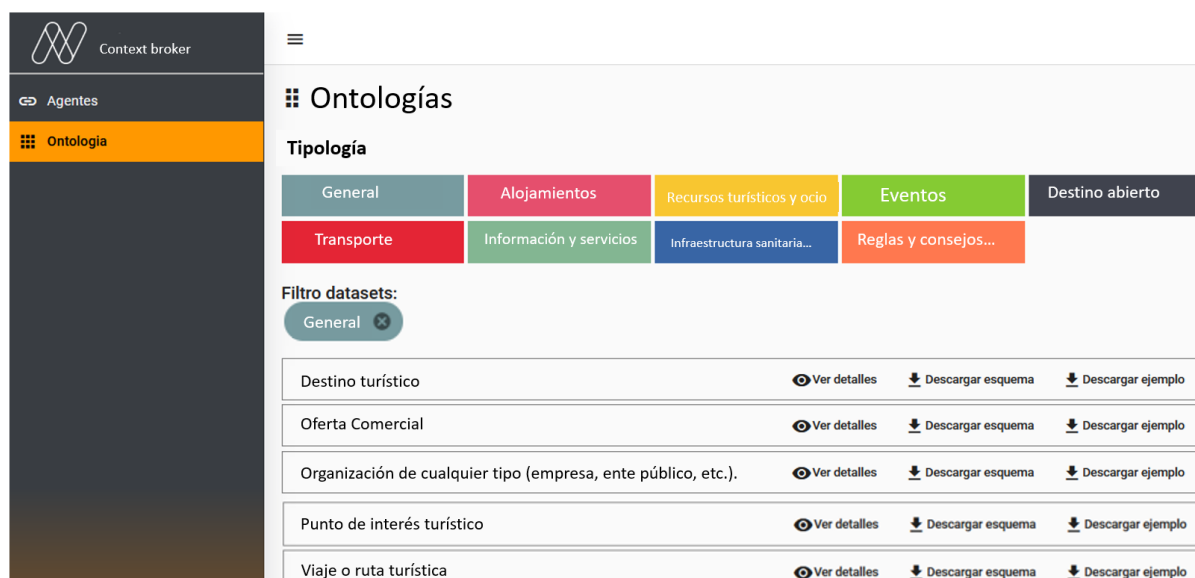 Context broker
Agentes
Ontologia
Ontologías
Tipología
General Alojamientos Recursos turísticos y ocio Eventos Destino abierto
Transporte Información y servicios Infraestructura sanitaria... Reglas y consejos...
Filtro datasets:
General
Destino turístico Ver detalles Descargar esquema Descargar ejemplo
Oferta Comercial Ver detalles Descargar esquema Descargar ejemplo
Organización de cualquier tipo (empresa, ente público, etc.). Ver detalles Descargar esquema Descargar ejemplo
Punto de interés turístico Ver detalles Descargar esquema Descargar ejemplo
Viaje o ruta turística Ver detalles Descargar esquema Descargar ejemplo